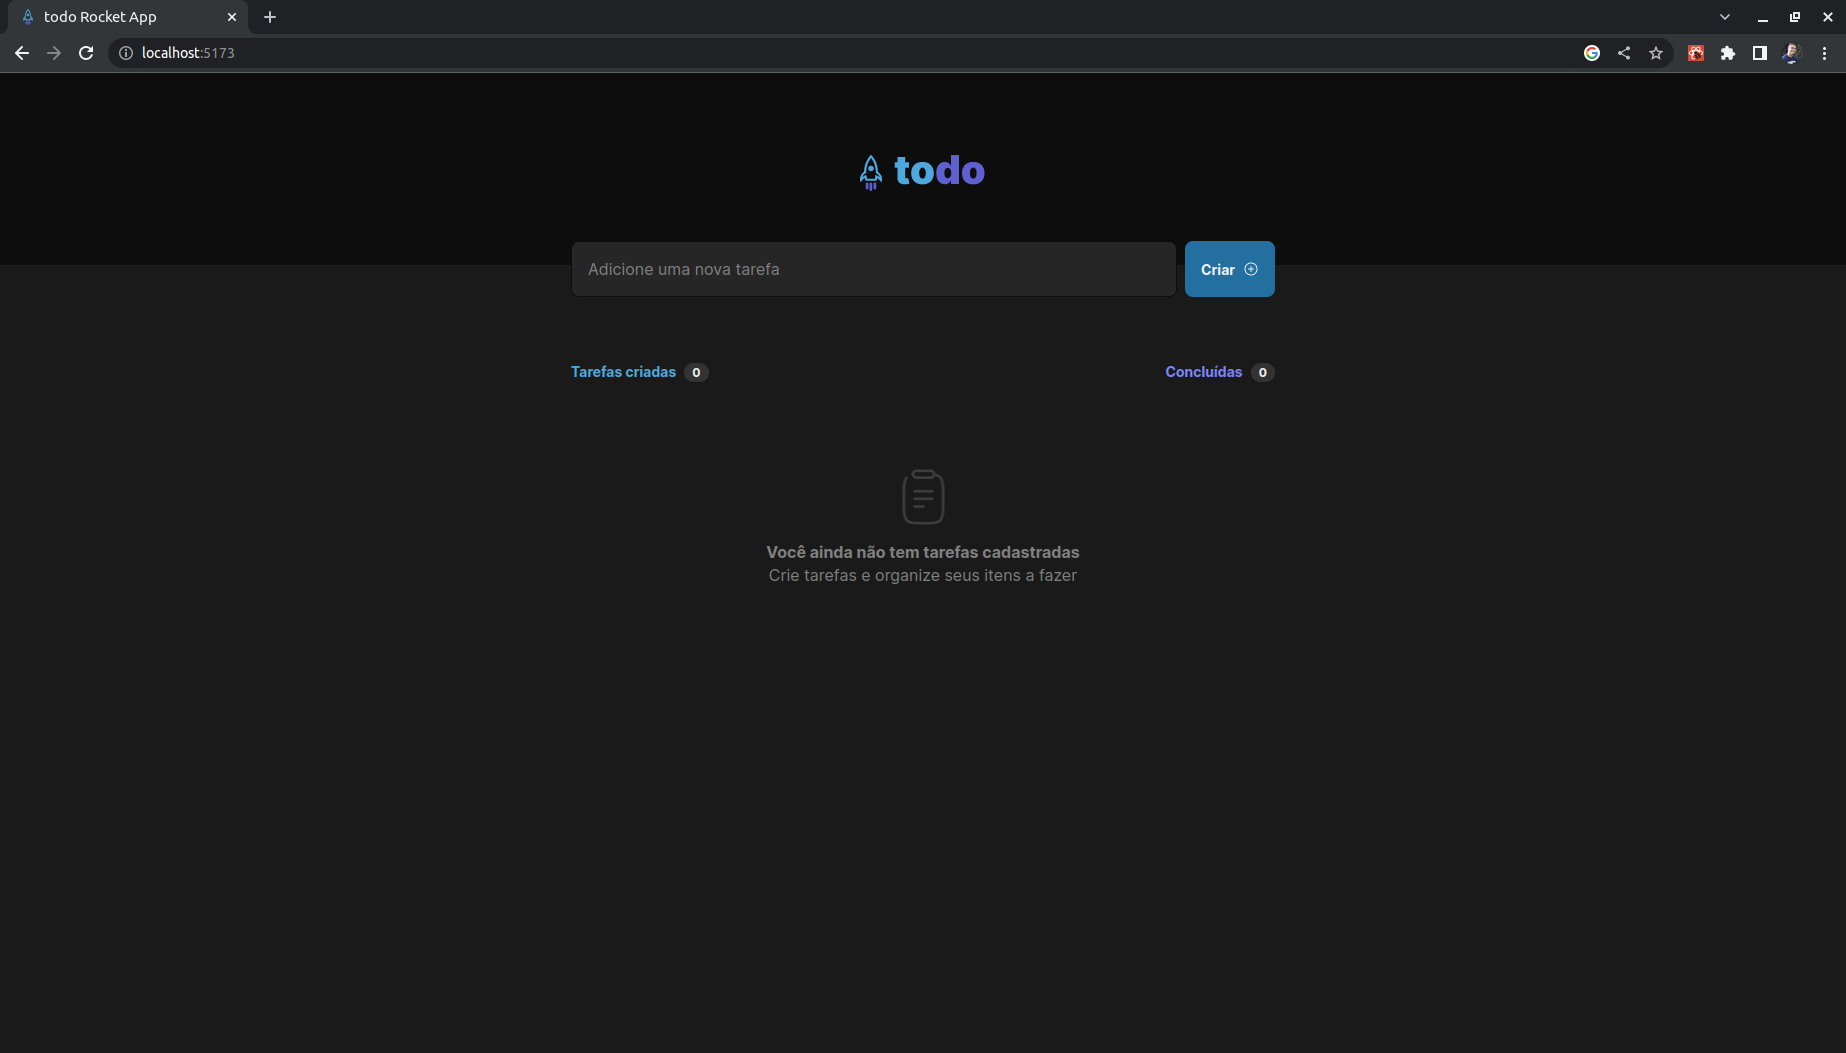 todo Rocket App
localhost:5173
todo
Adicione uma nova tarefa
Criar
Tarefas criadas 0
Concluídas 0
Você ainda não tem tarefas cadastradas
Crie tarefas e organize seus itens a fazer